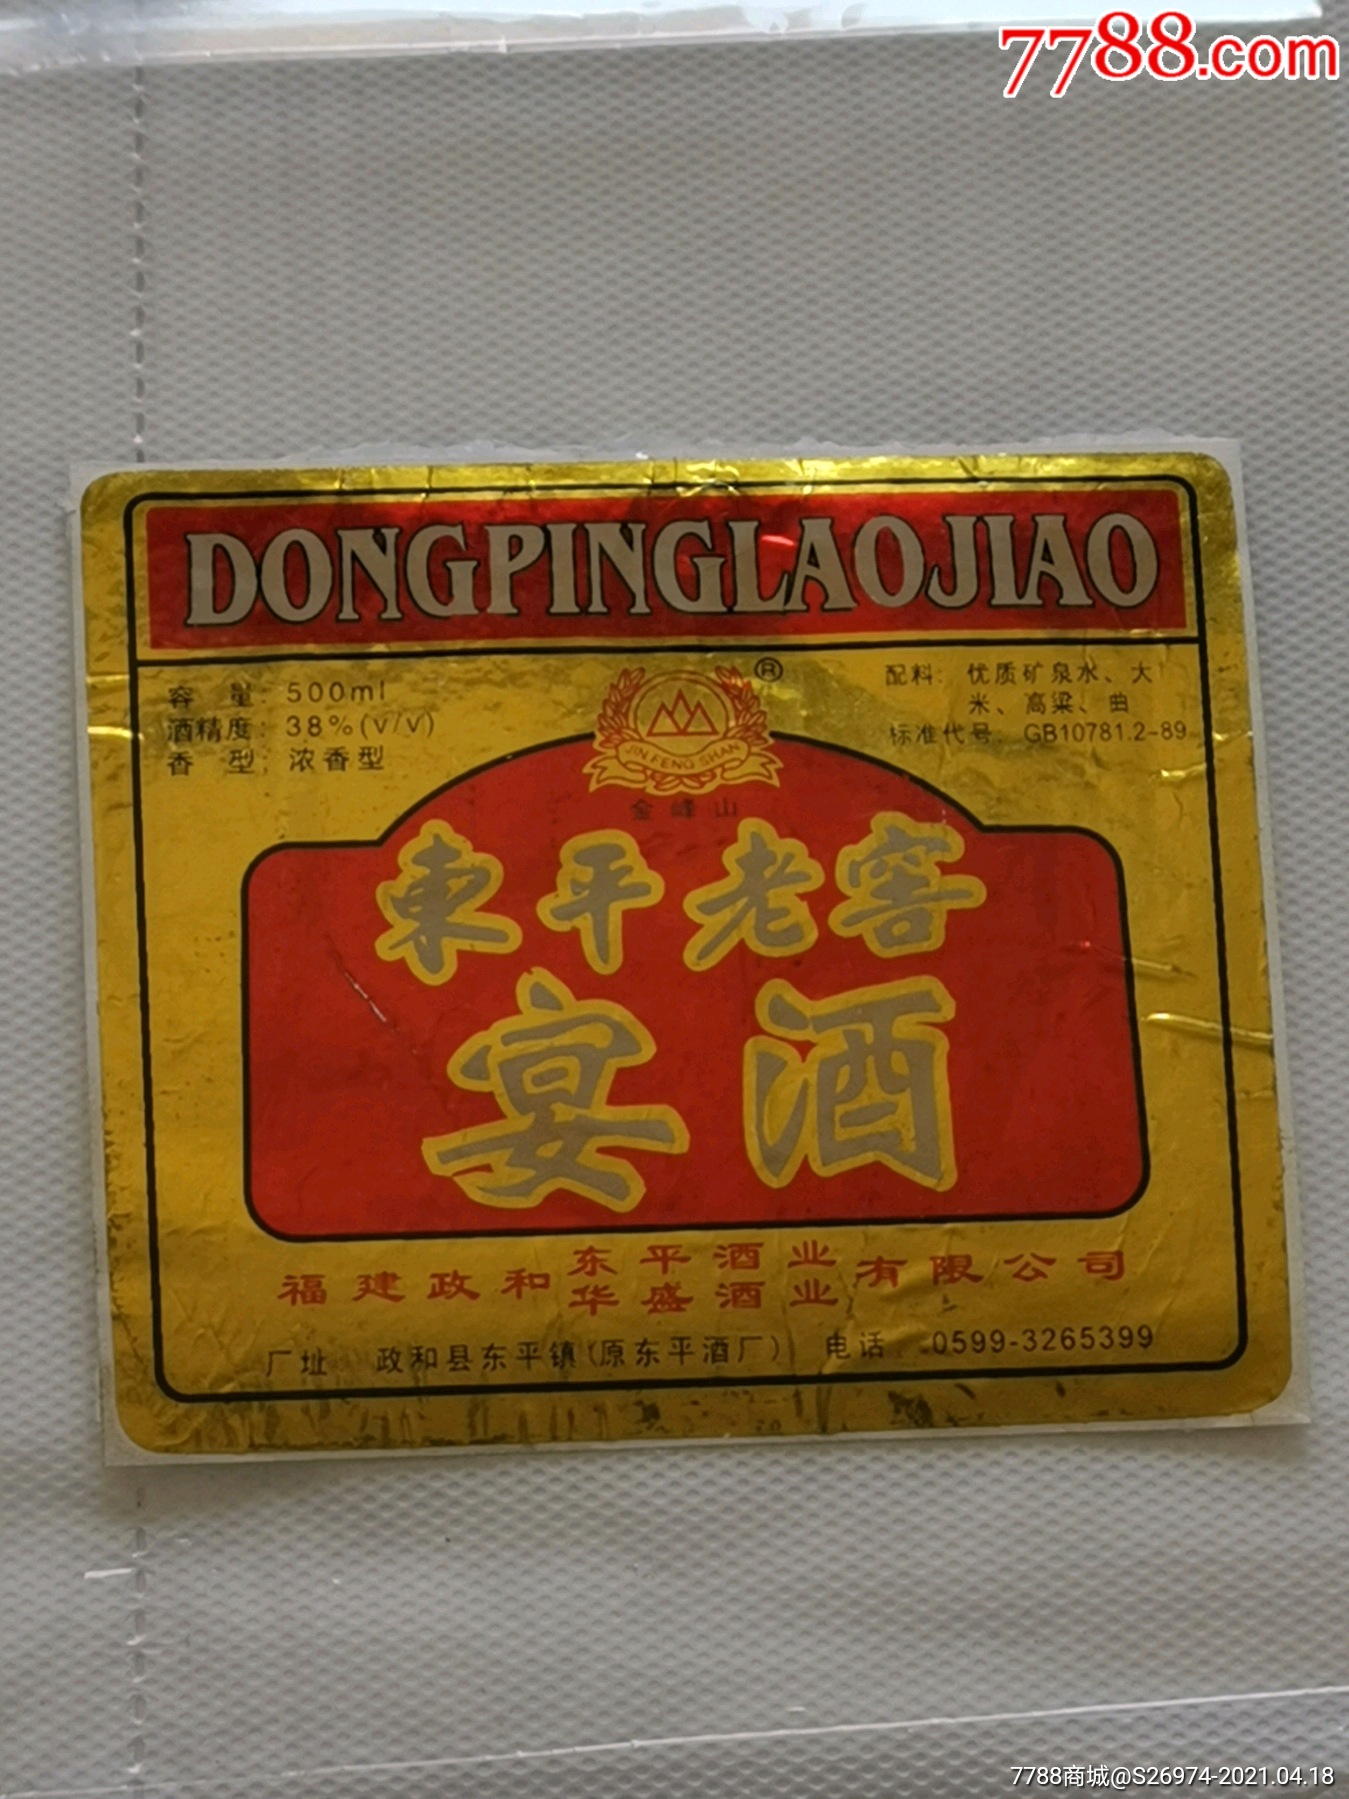 7788.com
DONGPINGLAOJIAO
容 量: 500ml
酒精度: 38%(v/v)
香 型: 浓香型
®
JIN FENG SHAN
金峰山
配料: 优质矿泉水、大
米、高粱、曲
标准代号: GB10781.2-89
東平老窖
宴酒
福建政和东平酒业有限公司
华盛酒业
厂址 政和县东平镇(原东平酒厂) 电话 0599-3265399
7788商城@S26974-2021.04.18